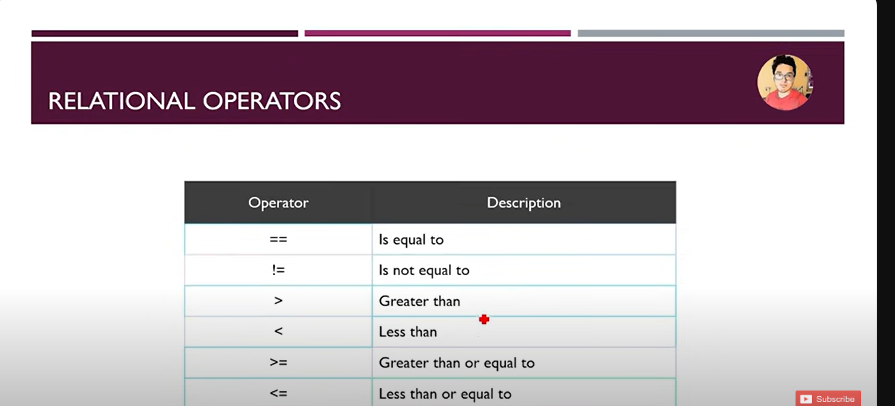 RELATIONAL OPERATORS
Operator Description
== Is equal to
!= Is not equal to
> Greater than
< Less than
>= Greater than or equal to
<= Less than or equal to
Subscribe